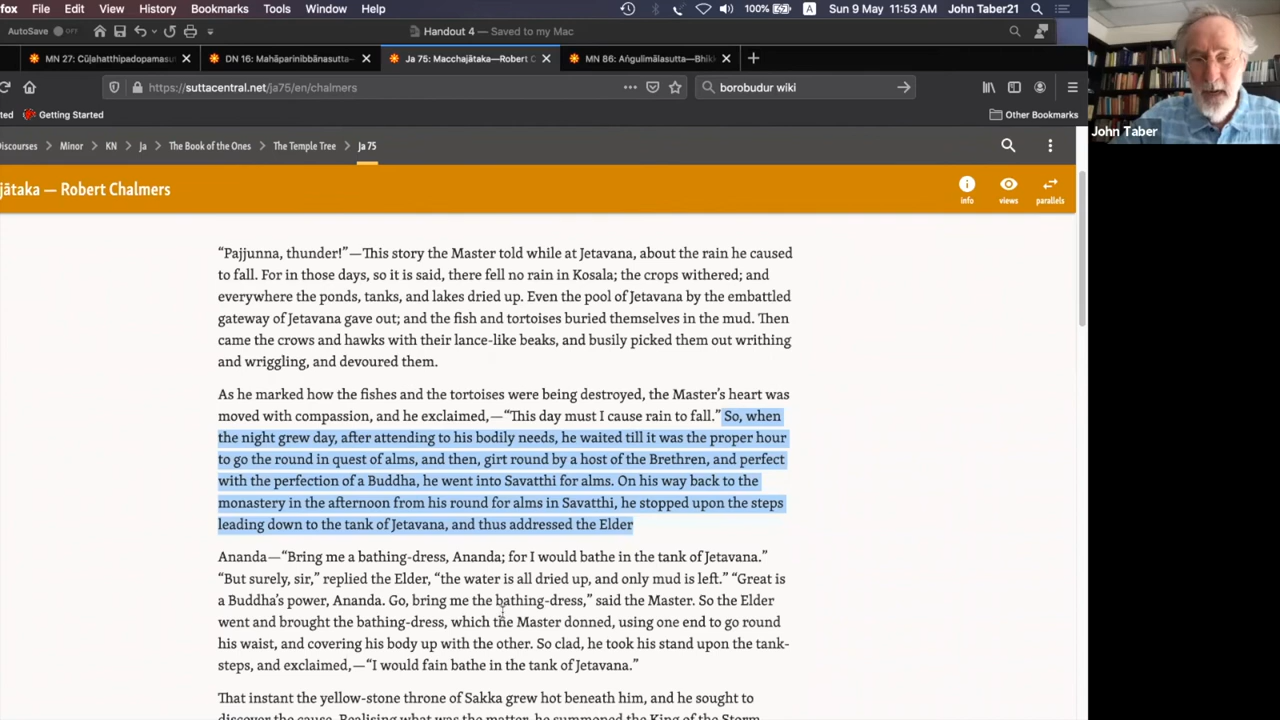 fox File Edit View History Bookmarks Tools Window Help 100% A Sun 9 May 11:53 AM John Taber21
AutoSave Handout 4 — Saved to my Mac
MN 27: Cūḷahatthipadopamasu DN 16: Mahāparinibbānasutta— Ja 75: Macchajātaka—Robert C MN 86: Aṅgulimālasutta—Bhik
https://suttacentral.net/ja75/en/chalmers borobudur wiki
ted Getting Started Other Bookmarks
John Taber
Discourses Minor KN Ja The Book of the Ones The Temple Tree Ja 75
jātaka — Robert Chalmers
info views parallels
“Pajjunna, thunder!”—This story the Master told while at Jetavana, about the rain he caused
to fall. For in those days, so it is said, there fell no rain in Kosala; the crops withered; and
everywhere the ponds, tanks, and lakes dried up. Even the pool of Jetavana by the embattled
gateway of Jetavana gave out; and the fish and tortoises buried themselves in the mud. Then
came the crows and hawks with their lance-like beaks, and busily picked them out writhing
and wriggling, and devoured them.
As he marked how the fishes and the tortoises were being destroyed, the Master’s heart was
moved with compassion, and he exclaimed,—“This day must I cause rain to fall.” So, when
the night grew day, after attending to his bodily needs, he waited till it was the proper hour
to go the round in quest of alms, and then, girt round by a host of the Brethren, and perfect
with the perfection of a Buddha, he went into Savatthi for alms. On his way back to the
monastery in the afternoon from his round for alms in Savatthi, he stopped upon the steps
leading down to the tank of Jetavana, and thus addressed the Elder
Ananda—“Bring me a bathing-dress, Ananda; for I would bathe in the tank of Jetavana.”
“But surely, sir,” replied the Elder, “the water is all dried up, and only mud is left.” “Great is
a Buddha’s power, Ananda. Go, bring me the bathing-dress,” said the Master. So the Elder
went and brought the bathing-dress, which the Master donned, using one end to go round
his waist, and covering his body up with the other. So clad, he took his stand upon the tank-
steps, and exclaimed,—“I would fain bathe in the tank of Jetavana.”
That instant the yellow-stone throne of Sakka grew hot beneath him, and he sought to
discover the cause. Realising what was the matter, he summoned the King of the Storm